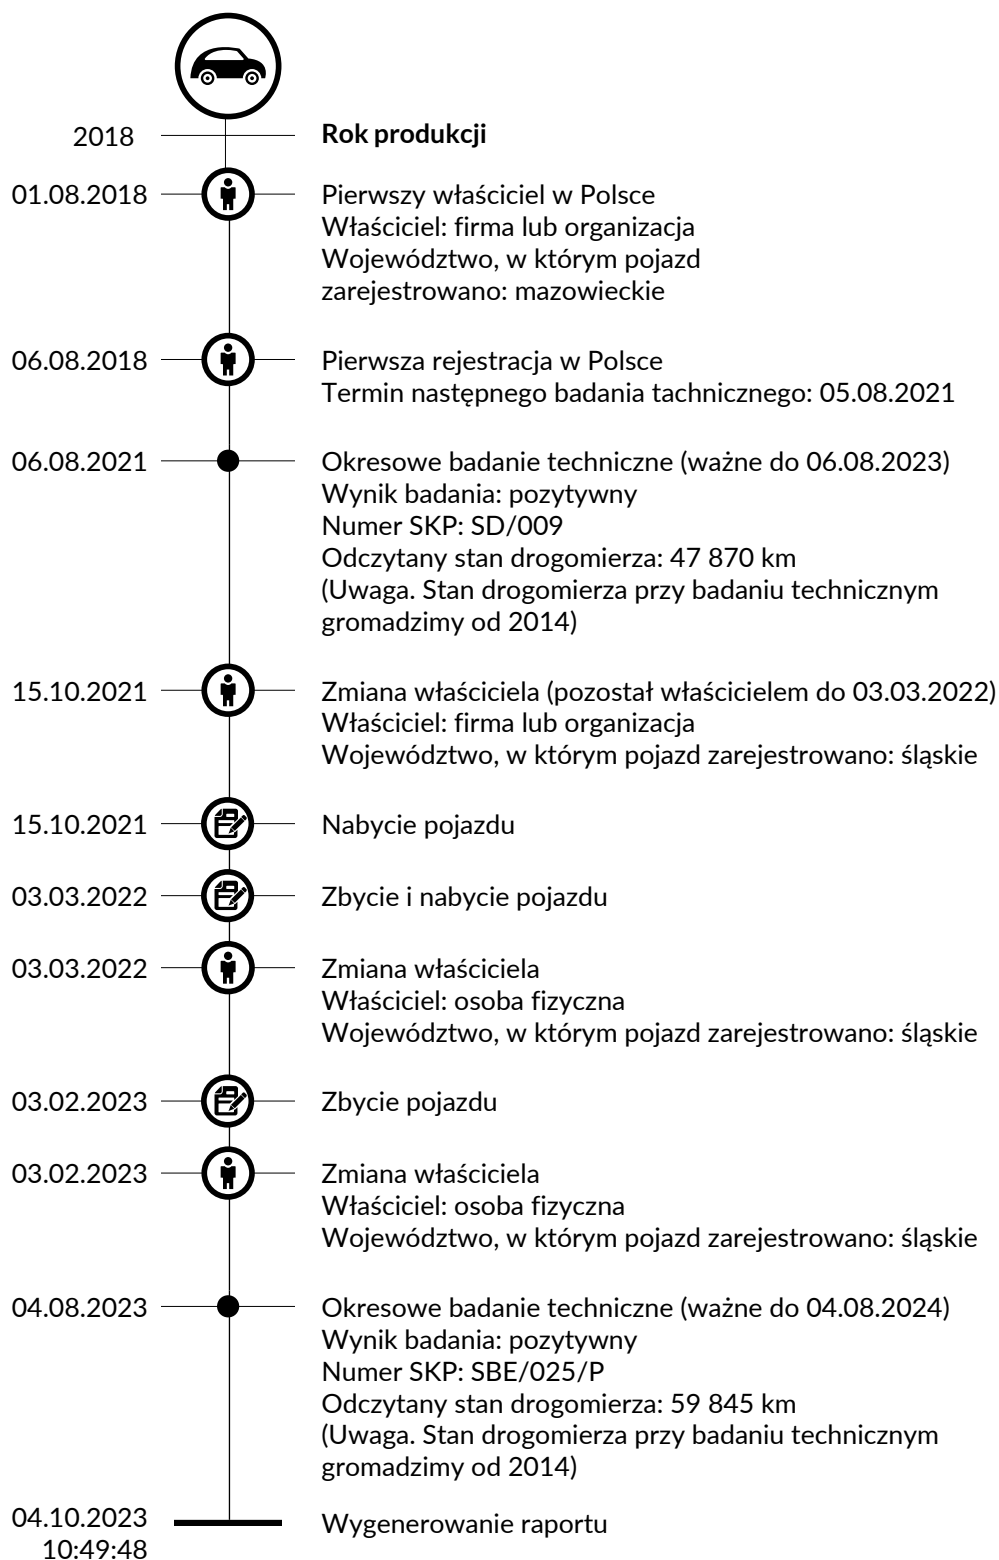 2018 Rok produkcji
01.08.2018 Pierwszy właściciel w Polsce
Właściciel: firma lub organizacja
Województwo, w którym pojazd
zarejestrowano: mazowieckie
06.08.2018 Pierwsza rejestracja w Polsce
Termin następnego badania tachnicznego: 05.08.2021
06.08.2021 Okresowe badanie techniczne (ważne do 06.08.2023)
Wynik badania: pozytywny
Numer SKP: SD/009
Odczytany stan drogomierza: 47 870 km
(Uwaga. Stan drogomierza przy badaniu technicznym
gromadzimy od 2014)
15.10.2021 Zmiana właściciela (pozostał właścicielem do 03.03.2022)
Właściciel: firma lub organizacja
Województwo, w którym pojazd zarejestrowano: śląskie
15.10.2021 Nabycie pojazdu
03.03.2022 Zbycie i nabycie pojazdu
03.03.2022 Zmiana właściciela
Właściciel: osoba fizyczna
Województwo, w którym pojazd zarejestrowano: śląskie
03.02.2023 Zbycie pojazdu
03.02.2023 Zmiana właściciela
Właściciel: osoba fizyczna
Województwo, w którym pojazd zarejestrowano: śląskie
04.08.2023 Okresowe badanie techniczne (ważne do 04.08.2024)
Wynik badania: pozytywny
Numer SKP: SBE/025/P
Odczytany stan drogomierza: 59 845 km
(Uwaga. Stan drogomierza przy badaniu technicznym
gromadzimy od 2014)
04.10.2023 Wygenerowanie raportu
10:49:48